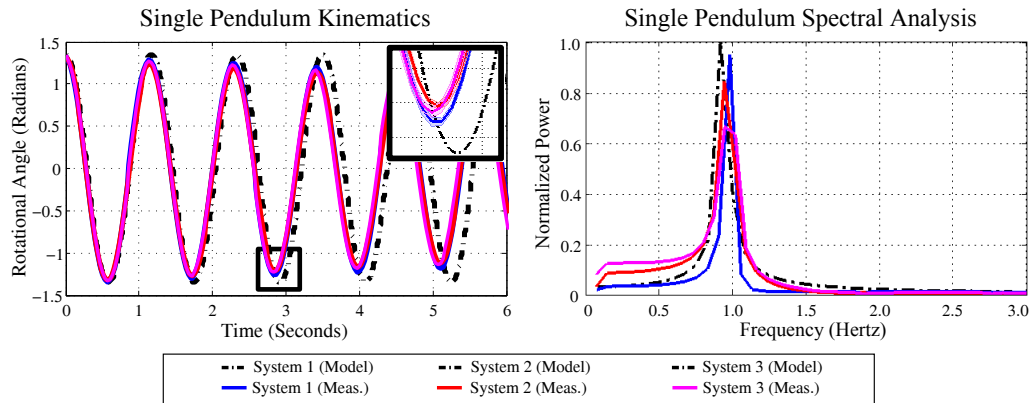 Single Pendulum Kinematics
Rotational Angle (Radians)
1.5
1
0.5
0
−0.5
−1
−1.5
0 1 2 3 4 5 6
Time (Seconds)
Single Pendulum Spectral Analysis
Normalized Power
1.0
0.8
0.6
0.4
0.2
0
0 0.5 1.0 1.5 2.0 2.5 3.0
Frequency (Hertz)
System 1 (Model) System 2 (Model) System 3 (Model)
System 1 (Meas.) System 2 (Meas.) System 3 (Meas.)